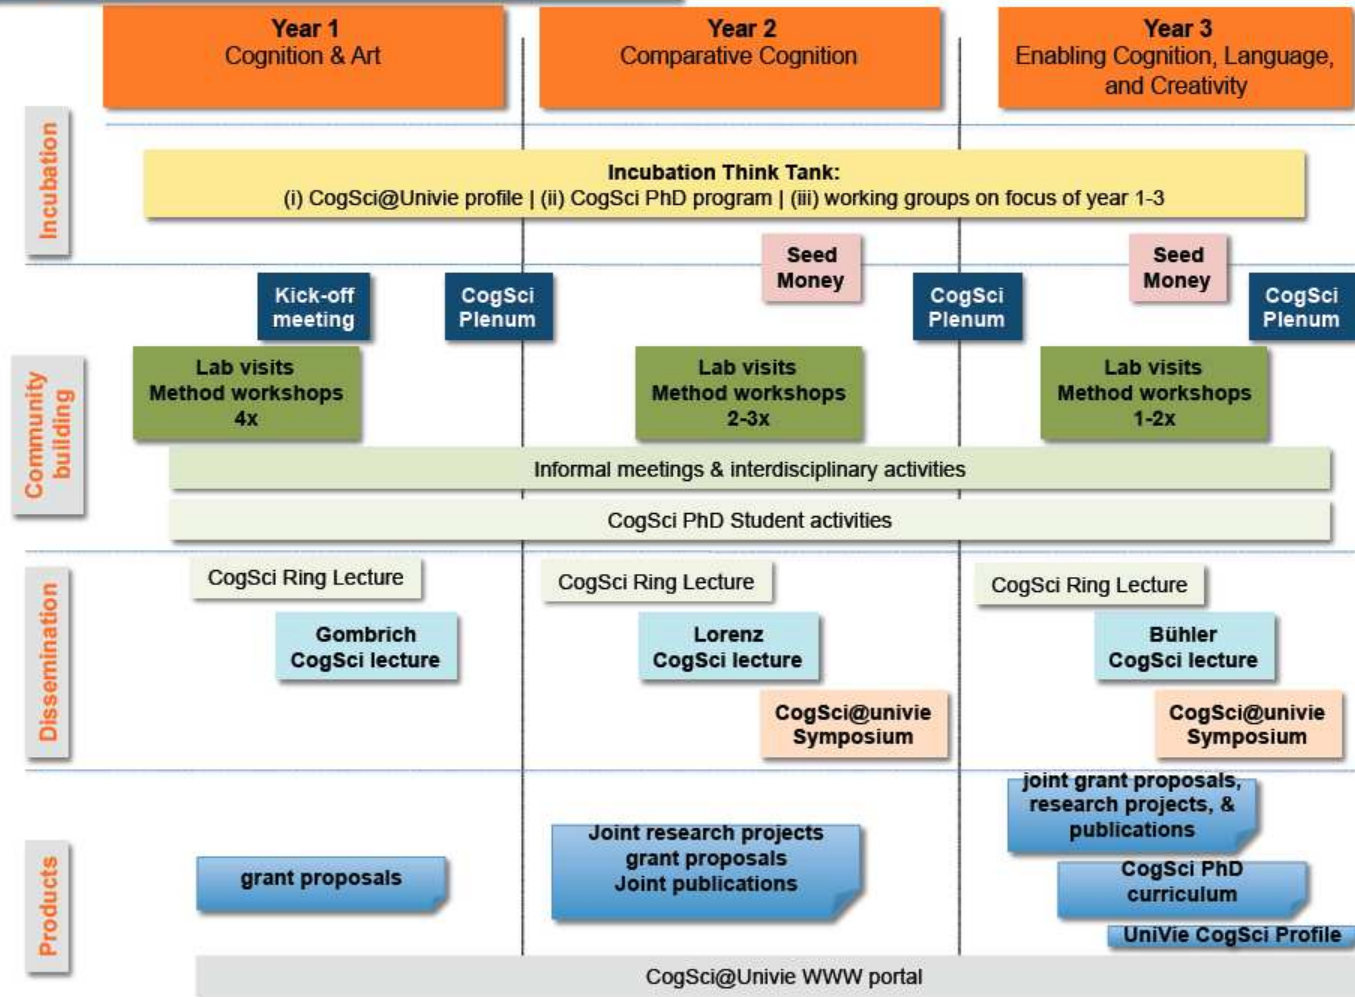 Year 1
Cognition & Art
Year 2
Comparative Cognition
Year 3
Enabling Cognition, Language,
and Creativity
Incubation
Incubation Think Tank:
(i) CogSci@Univie profile | (ii) CogSci PhD program | (iii) working groups on focus of year 1-3
Seed
Money
Seed
Money
Community
building
Kick-off
meeting
CogSci
Plenum
CogSci
Plenum
CogSci
Plenum
Lab visits
Method workshops
4x
Lab visits
Method workshops
2-3x
Lab visits
Method workshops
1-2x
Informal meetings & interdisciplinary activities
CogSci PhD Student activities
Dissemination
CogSci Ring Lecture
CogSci Ring Lecture
CogSci Ring Lecture
Gombrich
CogSci lecture
Lorenz
CogSci lecture
Bühler
CogSci lecture
CogSci@univie
Symposium
CogSci@univie
Symposium
Products
grant proposals
Joint research projects
grant proposals
Joint publications
joint grant proposals,
research projects, &
publications
CogSci PhD
curriculum
UniVie CogSci Profile
CogSci@Univie WWW portal